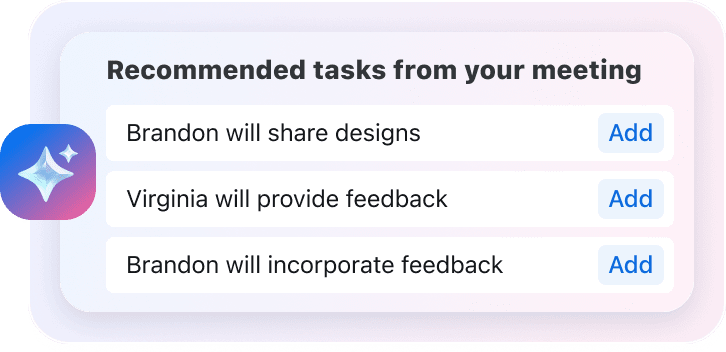 Recommended tasks from your meeting
Brandon will share designs Add
Virginia will provide feedback Add
Brandon will incorporate feedback Add